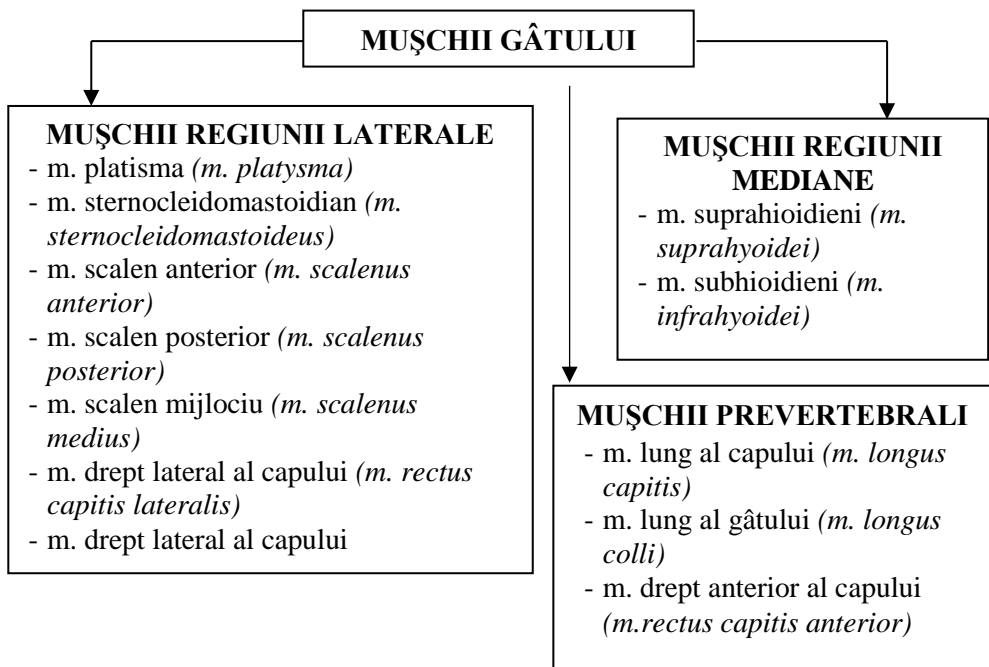 MUŞCHII GÂTULUI
MUŞCHII REGIUNII LATERALE
- m. platisma (m. platysma)
- m. sternocleidomastoidian (m.
sternocleidomastoideus)
- m. scalen anterior (m. scalenus
anterior)
- m. scalen posterior (m. scalenus
posterior)
- m. scalen mijlociu (m. scalenus
medius)
- m. drept lateral al capului (m. rectus
capitis lateralis)
- m. drept lateral al capului
MUŞCHII REGIUNII
MEDIANE
- m. suprahioidieni (m.
suprahyoidei)
- m. subhioidieni (m.
infrahyoidei)
MUŞCHII PREVERTEBRALI
- m. lung al capului (m. longus
capitis)
- m. lung al gâtului (m. longus
colli)
- m. drept anterior al capului
(m.rectus capitis anterior)